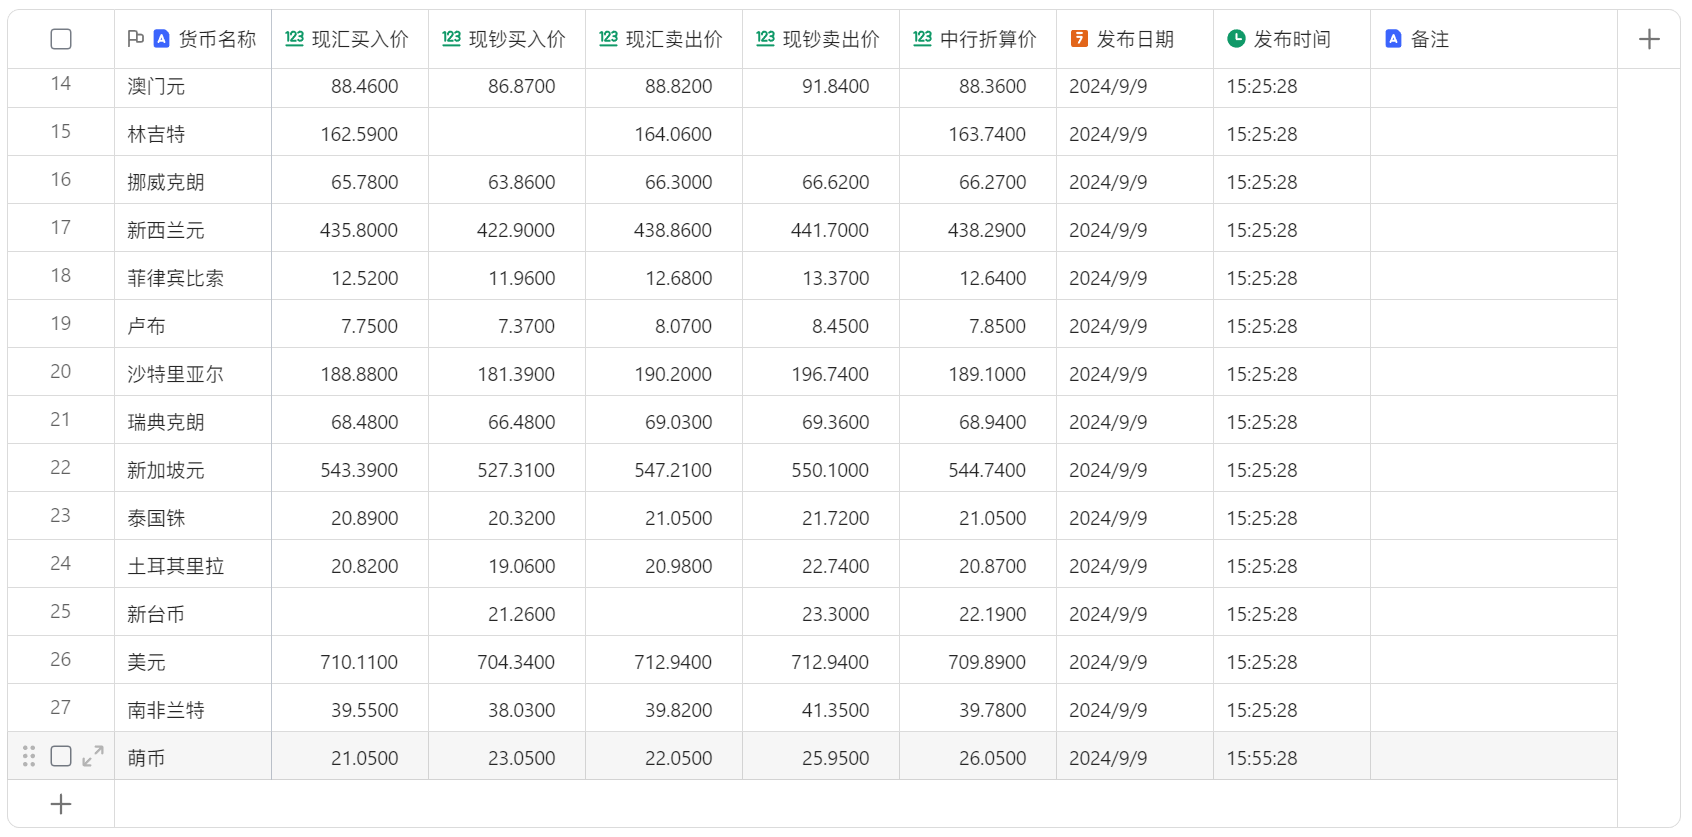 货币名称 现汇买入价 现钞买入价 现汇卖出价 现钞卖出价 中行折算价 发布日期 发布时间 备注
14 澳门元 88.4600 86.8700 88.8200 91.8400 88.3600 2024/9/9 15:25:28
15 林吉特 162.5900 164.0600 163.7400 2024/9/9 15:25:28
16 挪威克朗 65.7800 63.8600 66.3000 66.6200 66.2700 2024/9/9 15:25:28
17 新西兰元 435.8000 422.9000 438.8600 441.7000 438.2900 2024/9/9 15:25:28
18 菲律宾比索 12.5200 11.9600 12.6800 13.3700 12.6400 2024/9/9 15:25:28
19 卢布 7.7500 7.3700 8.0700 8.4500 7.8500 2024/9/9 15:25:28
20 沙特里亚尔 188.8800 181.3900 190.2000 196.7400 189.1000 2024/9/9 15:25:28
21 瑞典克朗 68.4800 66.4800 69.0300 69.3600 68.9400 2024/9/9 15:25:28
22 新加坡元 543.3900 527.3100 547.2100 550.1000 544.7400 2024/9/9 15:25:28
23 泰国铢 20.8900 20.3200 21.0500 21.7200 21.0500 2024/9/9 15:25:28
24 土耳其里拉 20.8200 19.0600 20.9800 22.7400 20.8700 2024/9/9 15:25:28
25 新台币 21.2600 23.3000 22.1900 2024/9/9 15:25:28
26 美元 710.1100 704.3400 712.9400 712.9400 709.8900 2024/9/9 15:25:28
27 南非兰特 39.5500 38.0300 39.8200 41.3500 39.7800 2024/9/9 15:25:28
萌币 21.0500 23.0500 22.0500 25.9500 26.0500 2024/9/9 15:55:28